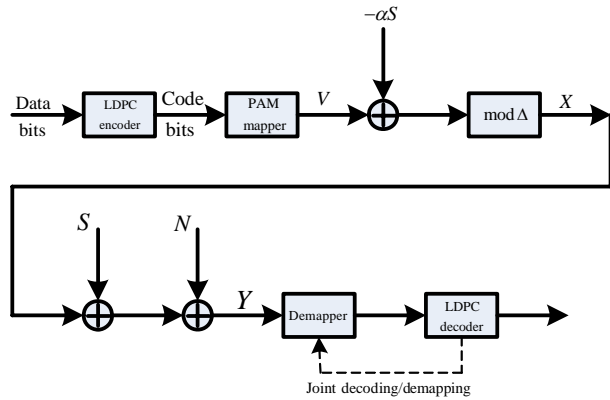 −αS
Data
bits
LDPC
encoder
Code
bits
PAM
mapper
V
mod Δ
X
S
N
Y
Demapper
LDPC
decoder
Joint decoding/demapping